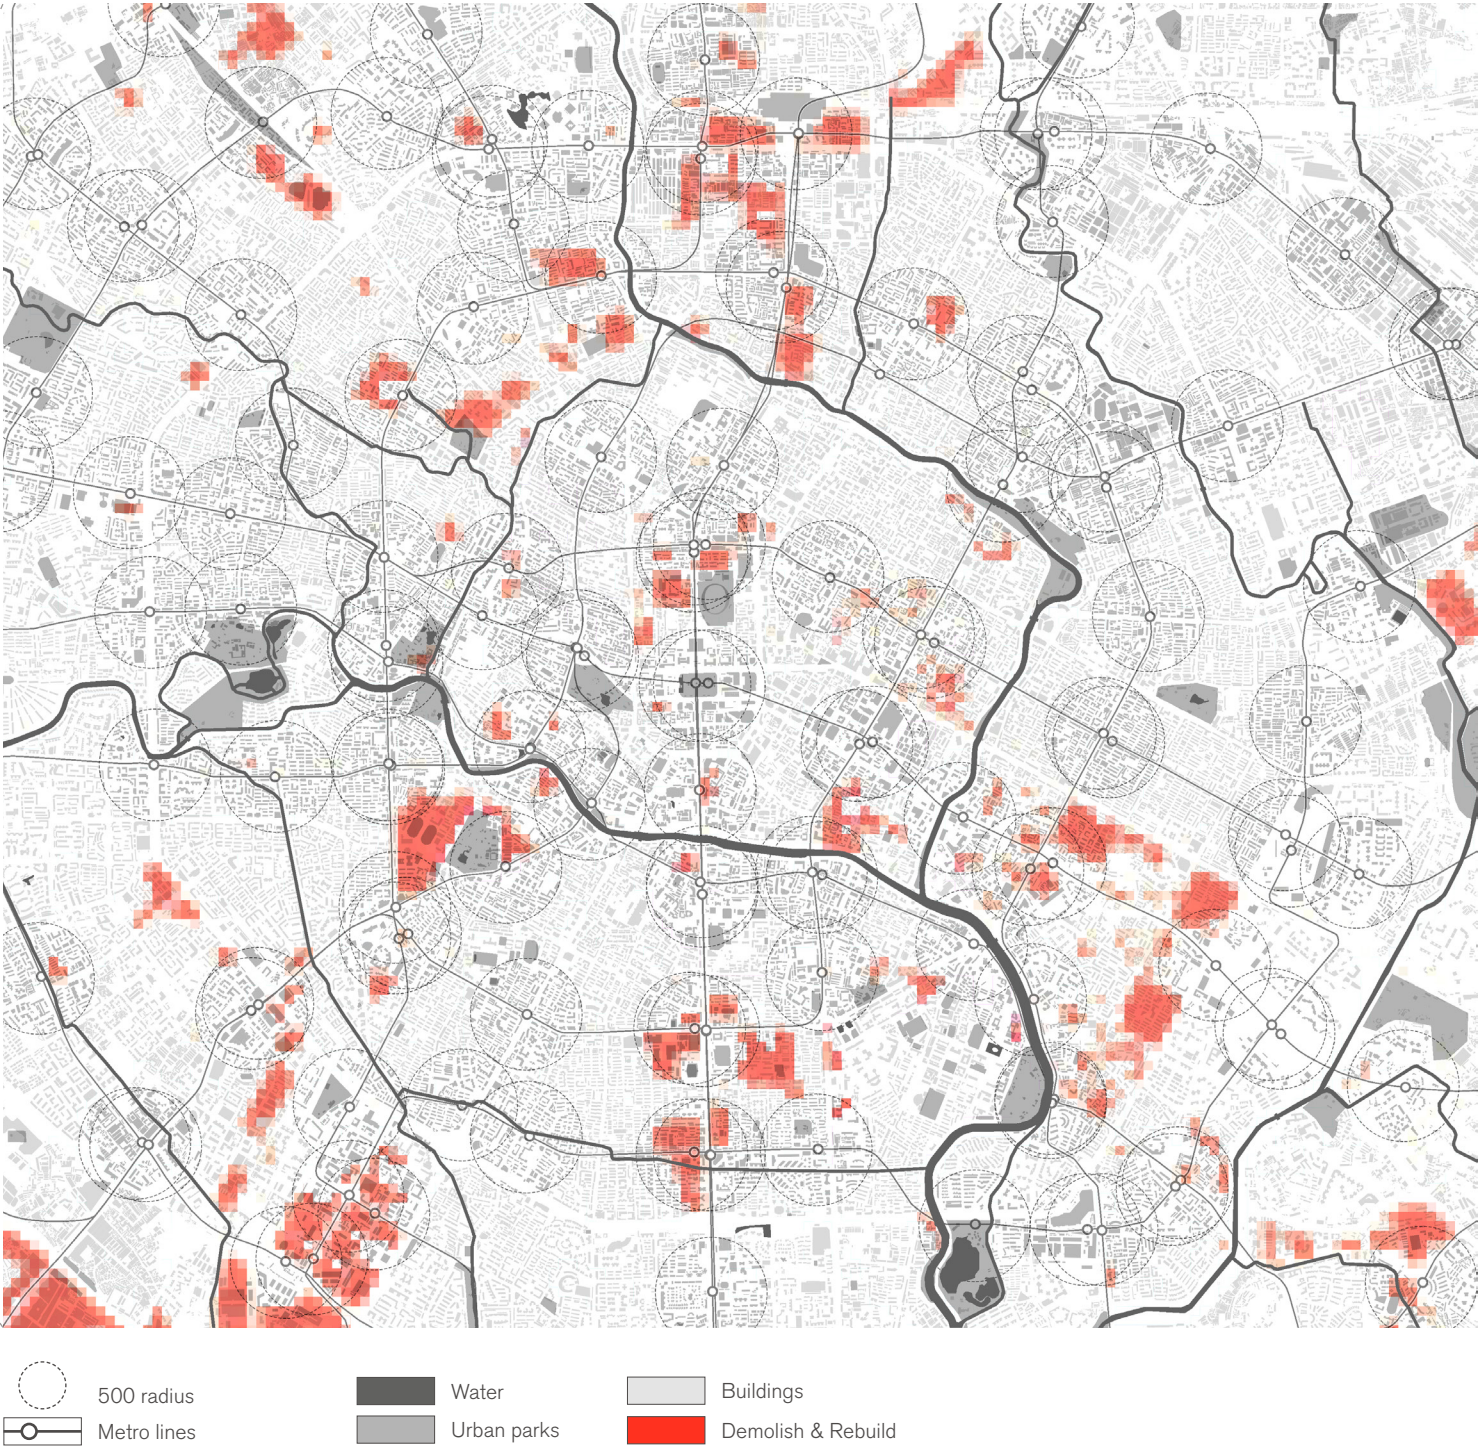 500 radius
Metro lines
Water
Urban parks
Buildings
Demolish & Rebuild